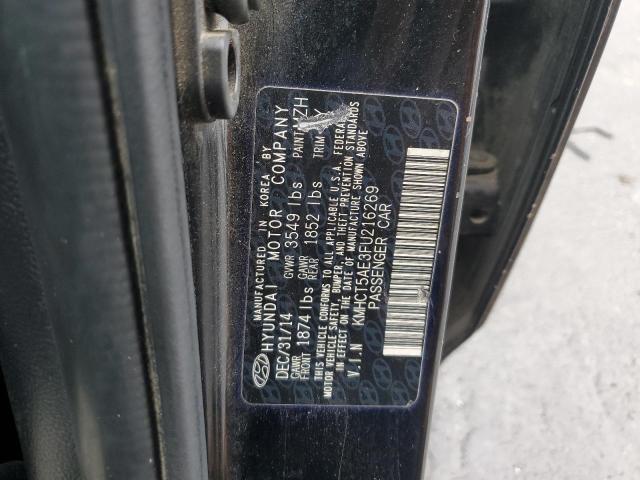 MANUFACTURED IN KOREA BY
HYUNDAI MOTOR COMPANY
DEC/31/14 GVWR 3549 lbs PAINT ZH
GAWR FRONT 1874 lbs GAWR REAR 1852 lbs TRIM Y
THIS VEHICLE CONFORMS TO ALL APPLICABLE U.S.A. FEDERAL
MOTOR VEHICLE SAFETY, BUMPER, AND THEFT PREVENTION STANDARDS
IN EFFECT ON THE DATE OF MANUFACTURE SHOWN ABOVE
V.I.N KMHCT5AE3FU216269
PASSENGER CAR